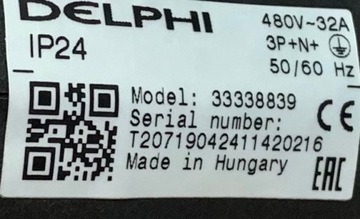 DELPHI
480V~32A
IP24
3P+N+
50/60 Hz
Model: 33338839
Serial number:
T20719042411420216
Made in Hungary
CE
EAC